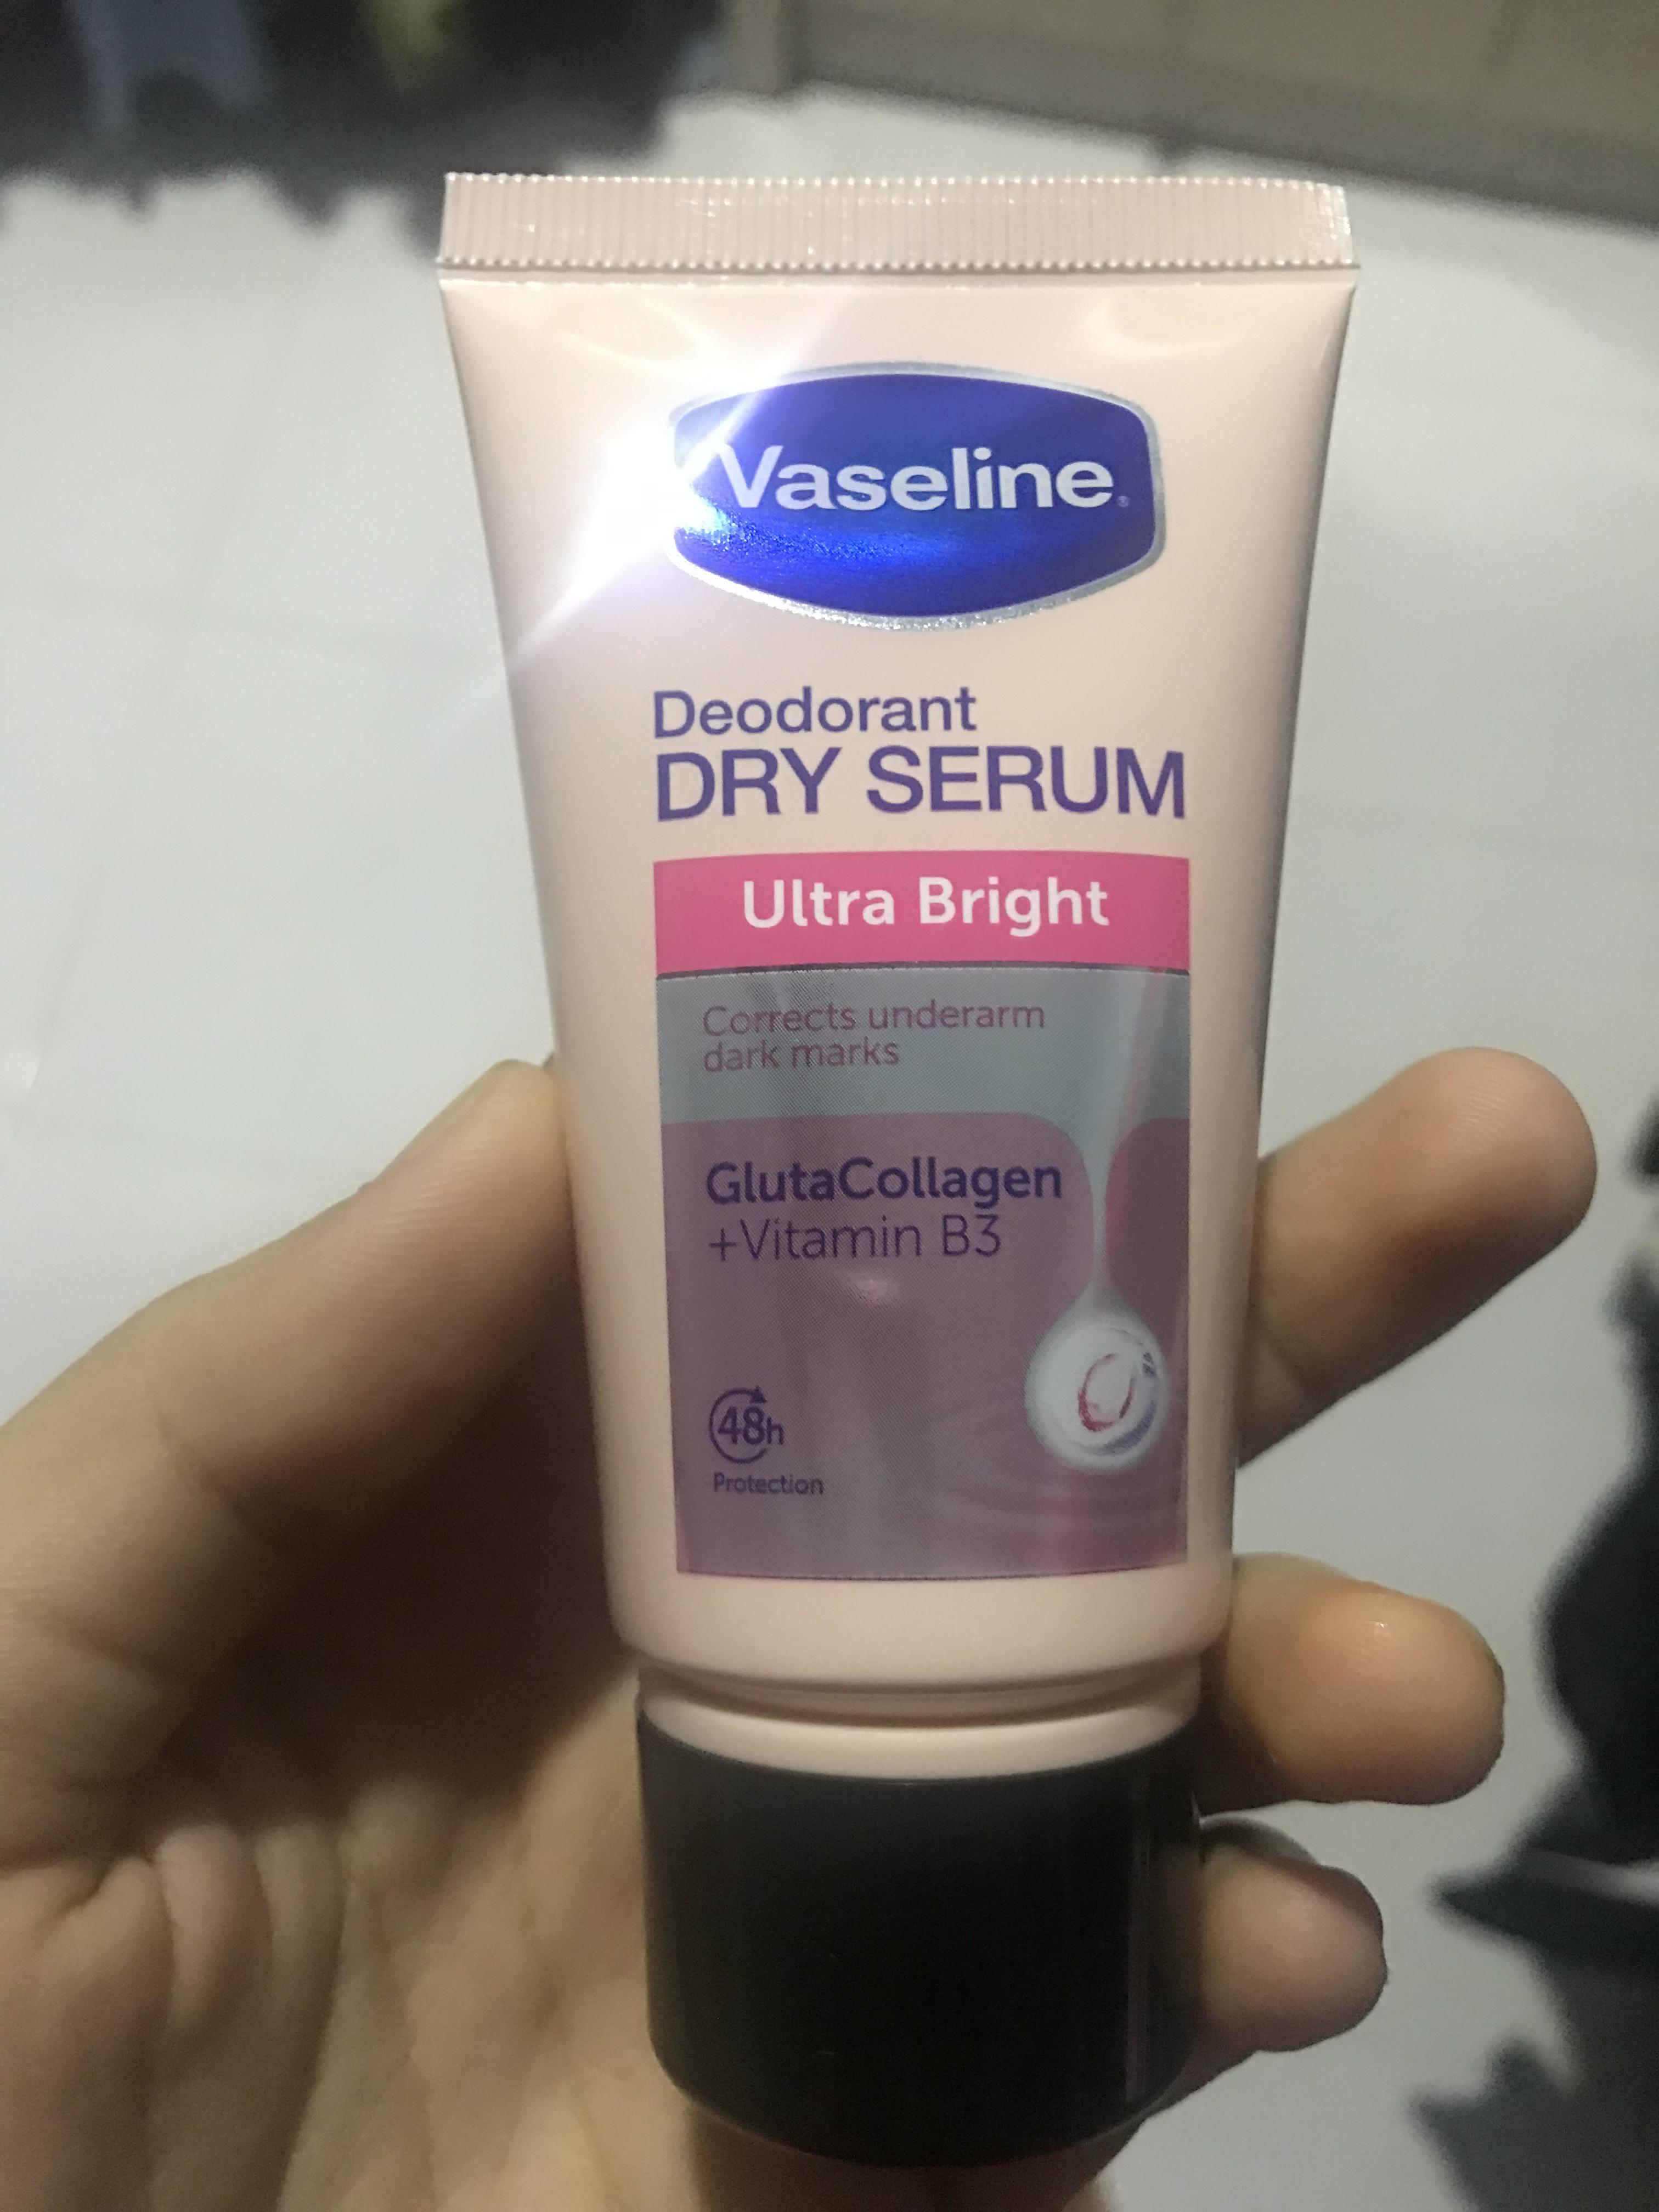 Vaseline®
Deodorant
DRY SERUM
Ultra Bright
Corrects underarm
dark marks
GlutaCollagen
+Vitamin B3
48h
Protection